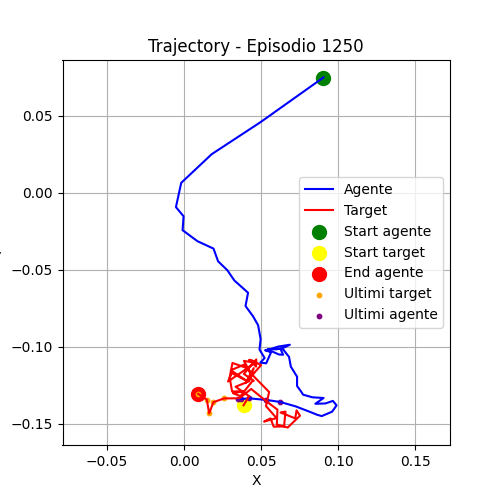 Trajectory - Episodio 1250
0.05
0.00
−0.05
−0.10
−0.15
Agente
Target
Start agente
Start target
End agente
Ultimi target
Ultimi agente
−0.05
0.00
0.05
0.10
0.15
X